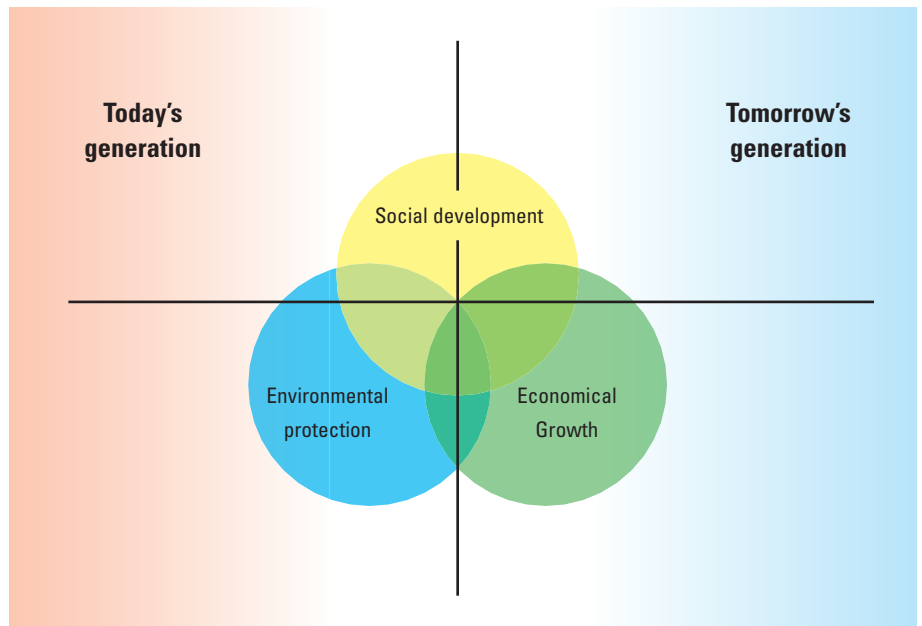 Today's
generation
Tomorrow's
generation
Social development
Environmental
protection
Economical
Growth